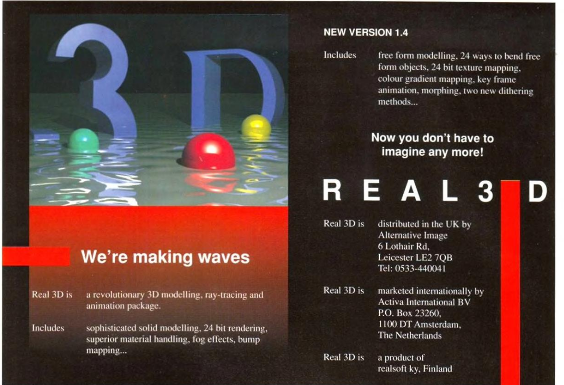 3D
We're making waves
Real 3D is a revolutionary 3D modelling, ray-tracing and
animation package.
Includes sophisticated solid modelling, 24 bit rendering,
superior material handling, fog effects, bump
mapping...
NEW VERSION 1.4
Includes free form modelling, 24 ways to bend free
form objects, 24 bit texture mapping,
colour gradient mapping, key frame
animation, morphing, two new dithering
methods...
Now you don't have to
imagine any more!
REAL3D
Real 3D is distributed in the UK by
Alternative Image
6 Lothair Rd,
Leicester LE2 7QB
Tel: 0533-440041
Real 3D is marketed internationally by
Activa International BV
P.O. Box 23260,
1100 DT Amsterdam,
The Netherlands
Real 3D is a product of
realsoft ky, Finland